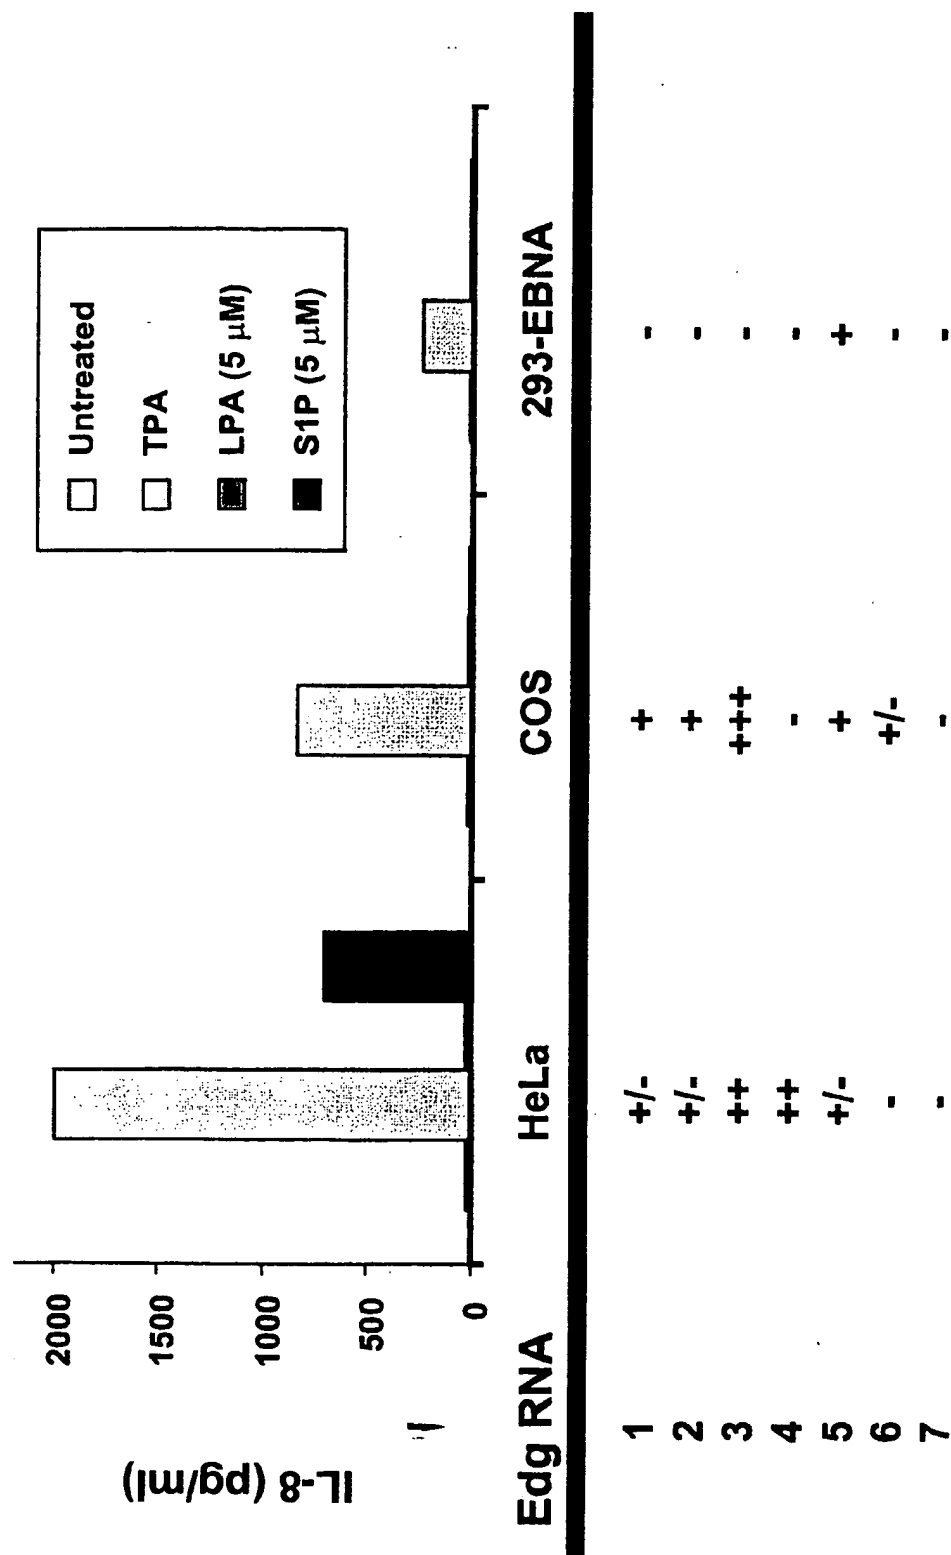 IL-8 (pg/ml)
2000
1500
1000
500
0
Untreated
TPA
LPA (5 μM)
S1P (5 μM)
Edg RNA HeLa COS 293-EBNA
1 +/- + -
2 +/- + -
3 ++ +++ -
4 ++ - -
5 +/- + +
6 - +/- -
7 - - -